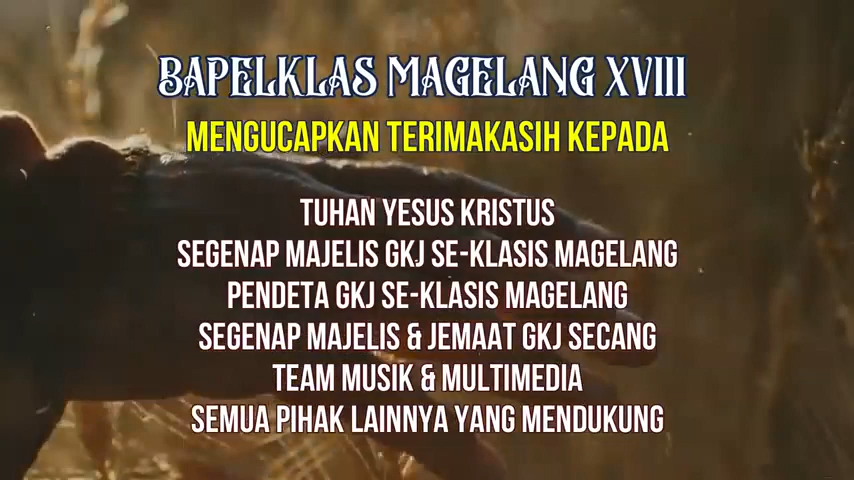 BAPELKLAS MAGELANG XVIII
MENGUCAPKAN TERIMAKASIH KEPADA
TUHAN YESUS KRISTUS
SEGENAP MAJELIS GKJ SE-KLASIS MAGELANG
PENDETA GKJ SE-KLASIS MAGELANG
SEGENAP MAJELIS & JEMAAT GKJ SECANG
TEAM MUSIK & MULTIMEDIA
SEMUA PIHAK LAINNYA YANG MENDUKUNG